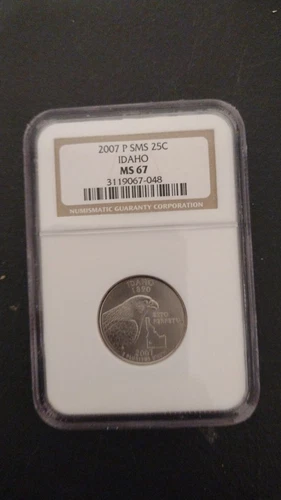 2007 P SMS 25C
IDAHO
MS 67
3119067-048
NUMISMATIC GUARANTY CORPORATION
IDAHO
1890
ESTO
PERPETUA
2007